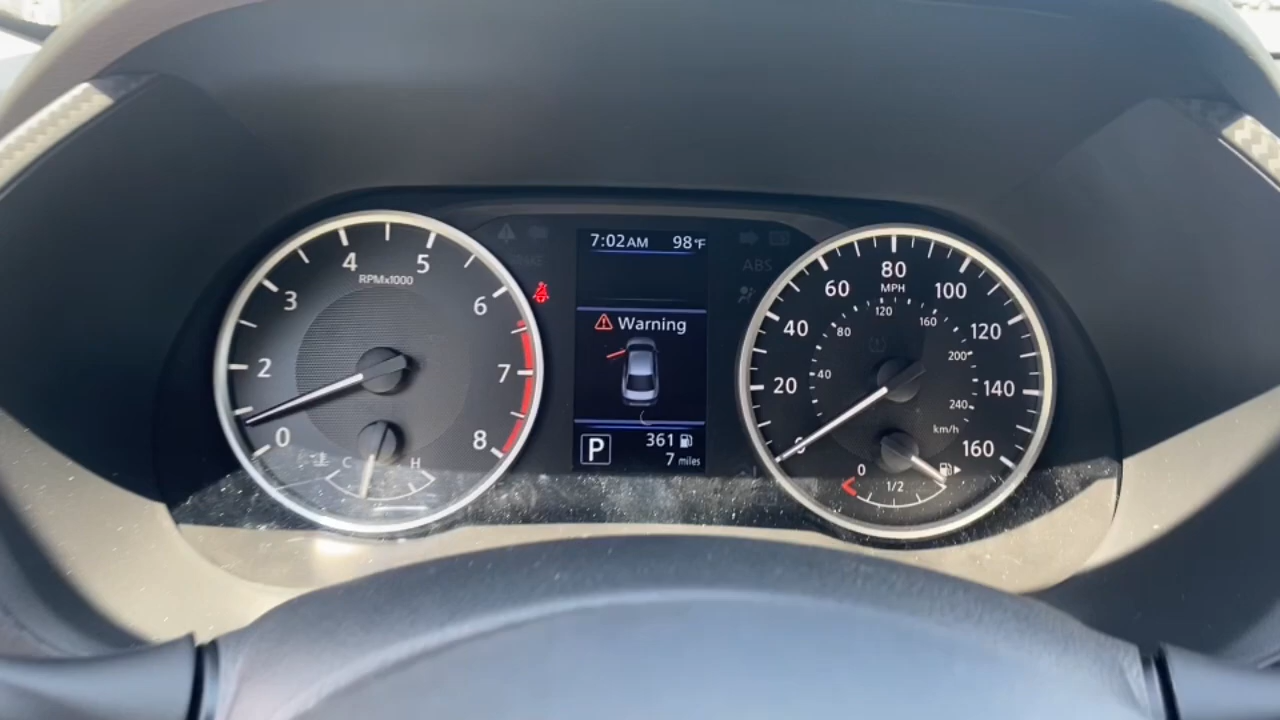 7:02AM 98°F
Warning
P
361
7 miles
0
2
3
4
5
6
7
8
RPMx1000
C H
ABS
0
20
40
60
80
100
120
140
160
MPH
40
80
120
160
200
240
km/h
0
1/2